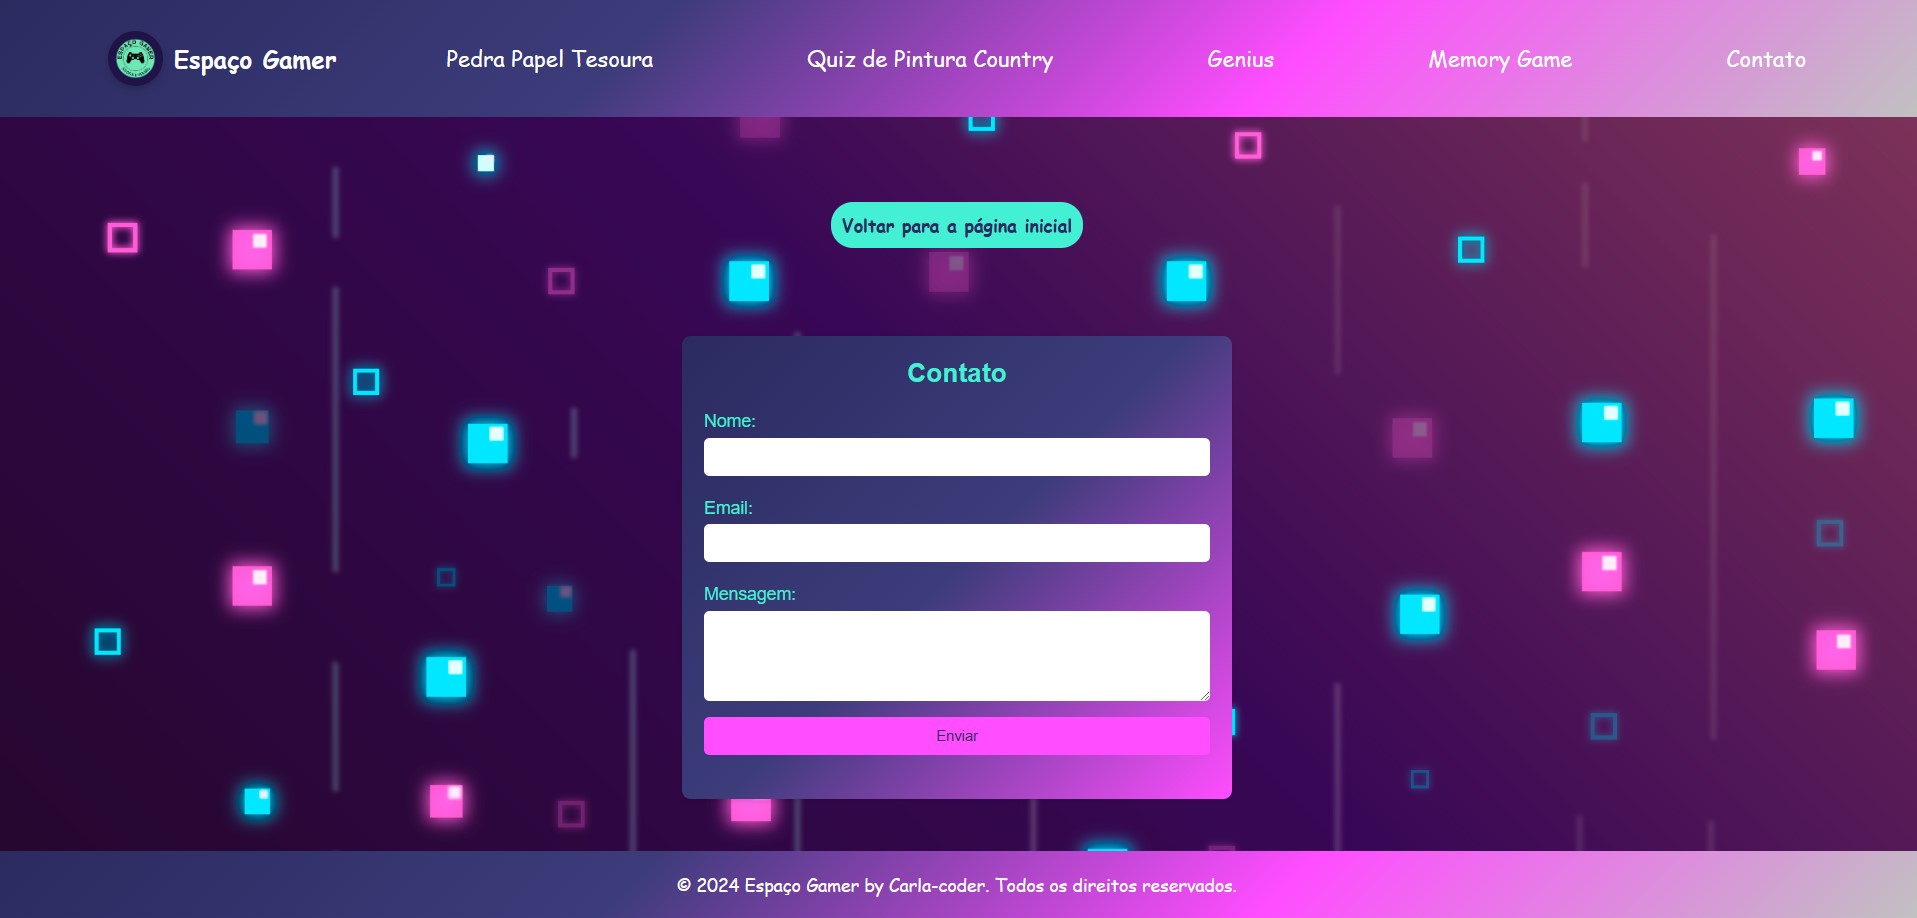 Espaço Gamer
Pedra Papel Tesoura
Quiz de Pintura Country
Genius
Memory Game
Contato
Voltar para a página inicial
Contato
Nome:
Email:
Mensagem:
Enviar
© 2024 Espaço Gamer by Carla-coder. Todos os direitos reservados.